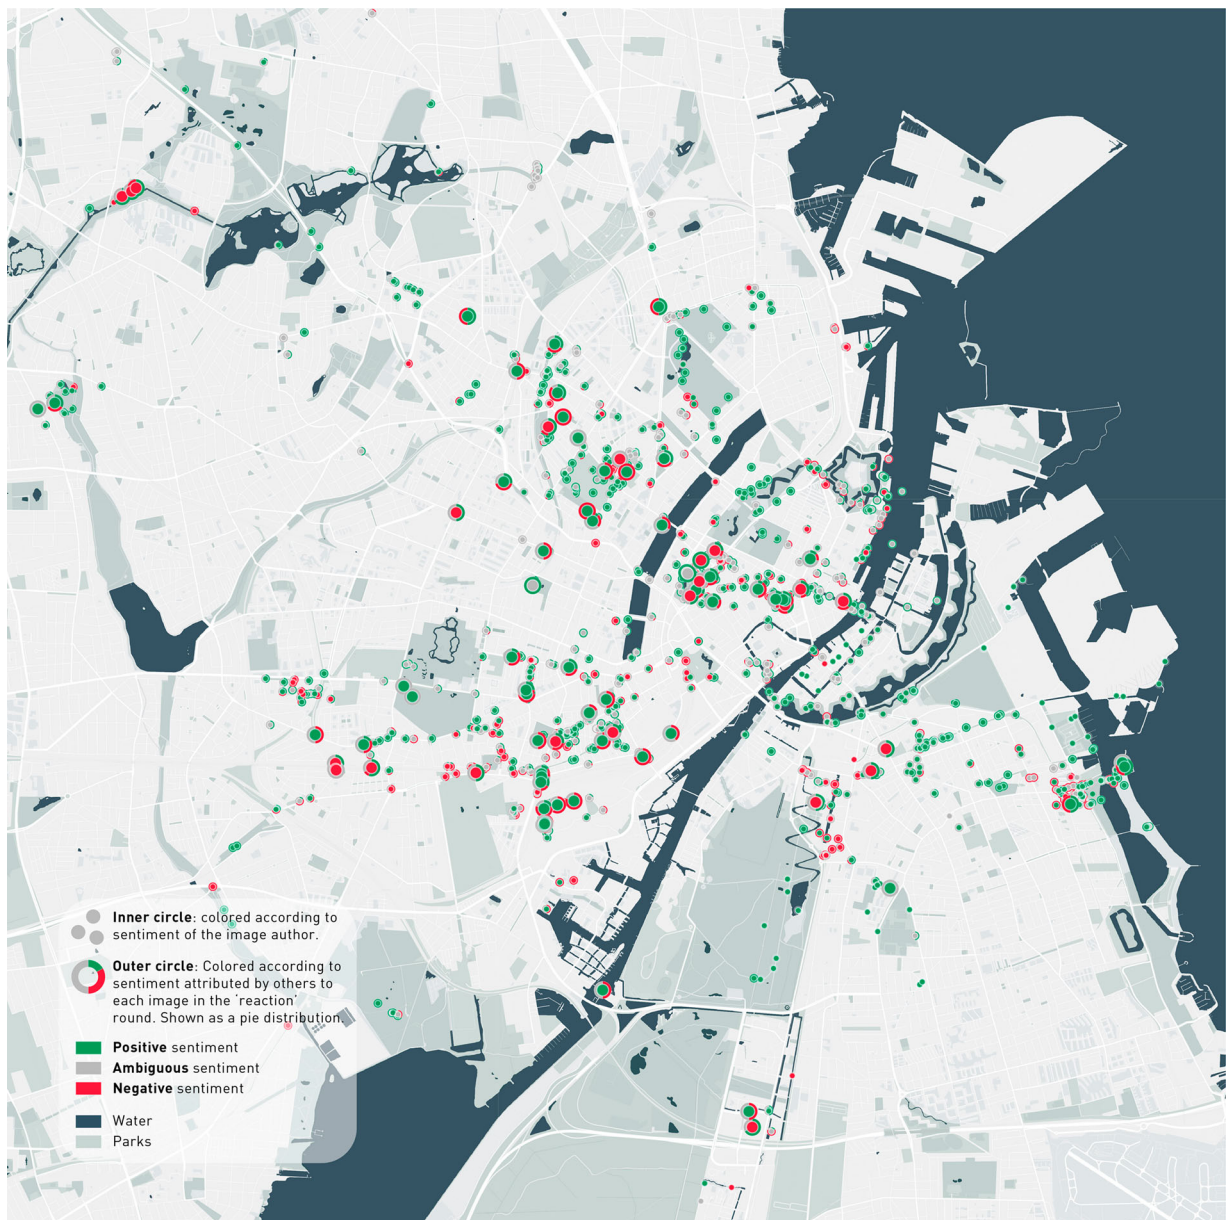 Inner circle: colored according to
sentiment of the image author.
Outer circle: Colored according to
sentiment attributed by others to
each image in the ‘reaction’
round. Shown as a pie distribution.
Positive sentiment
Ambiguous sentiment
Negative sentiment
Water
Parks